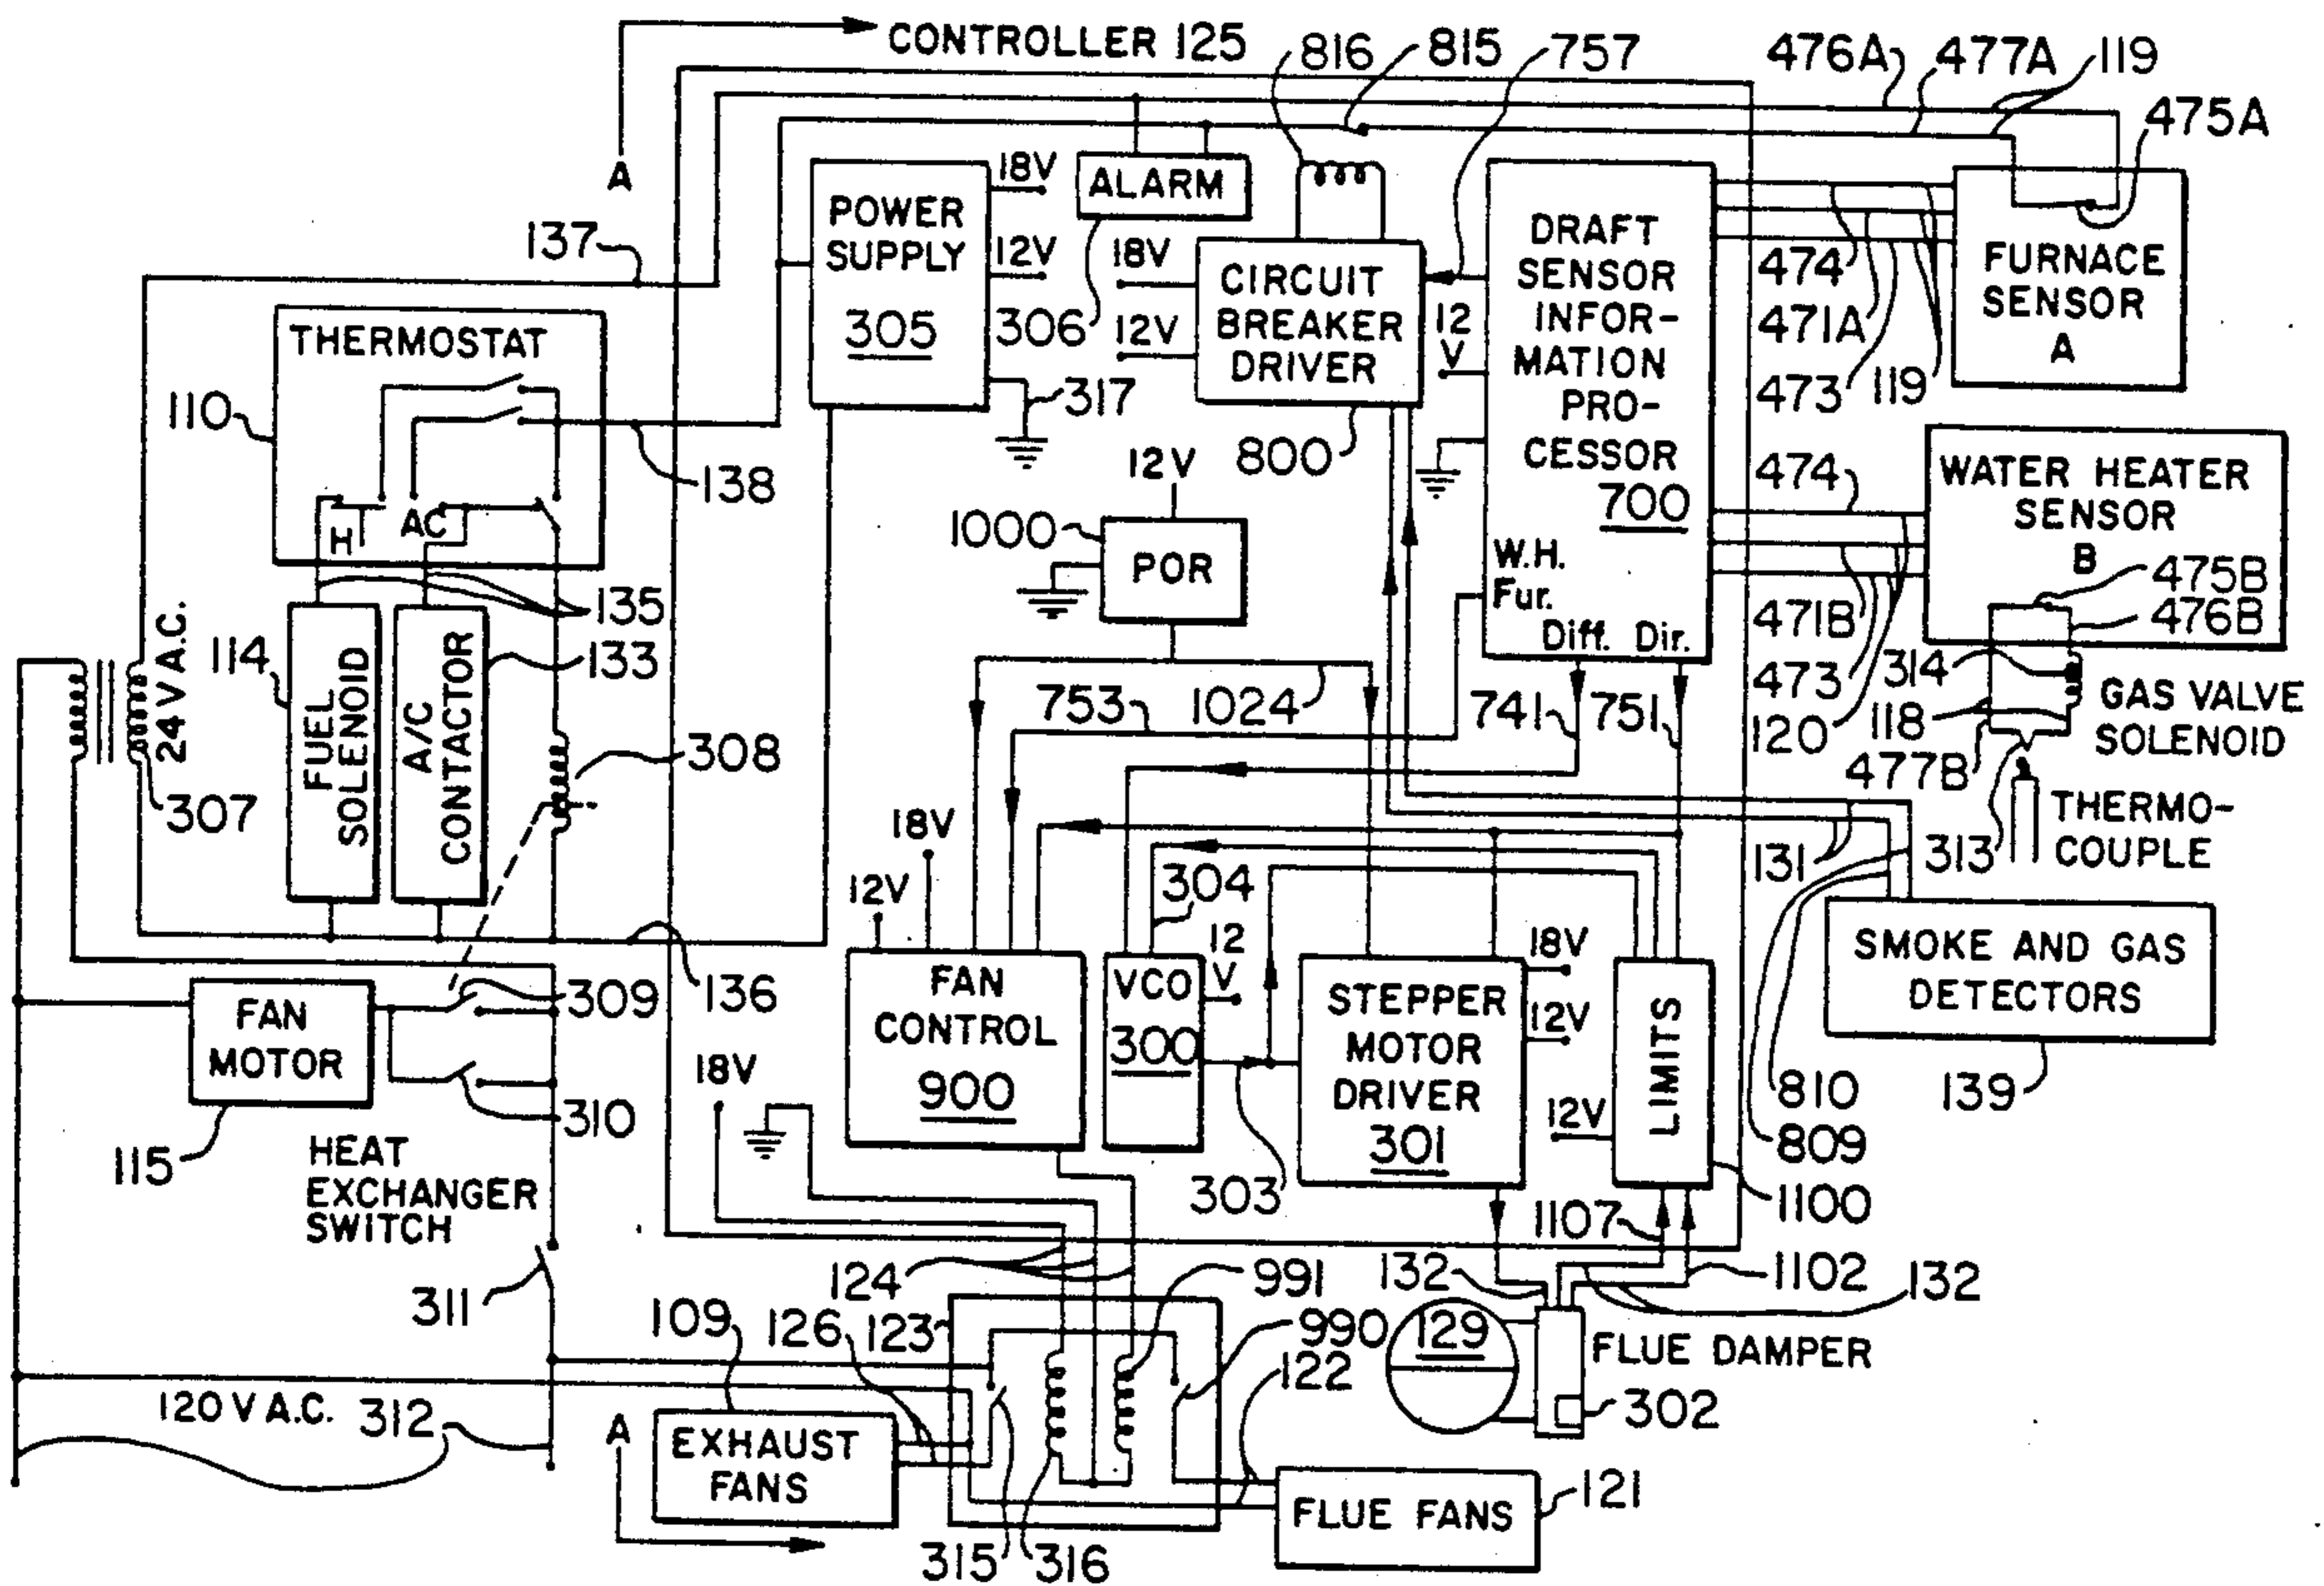 A
CONTROLLER 125
816
815
757
476A
477A
119
475A
137
POWER
SUPPLY
305
18V
12V
317
ALARM
306
18V
12V
CIRCUIT
BREAKER
DRIVER
800
12
V
DRAFT
SENSOR
INFOR-
MATION
PRO-
CESSOR
700
W.H.
Fur.
Diff. Dir.
474
471A
473
119
FURNACE
SENSOR
A
THERMOSTAT
110
H
AC
138
135
12V
1000
POR
474
471B
473
120
WATER HEATER
SENSOR
B
475B
476B
314
118
477B
GAS VALVE
SOLENOID
313
THERMO-
COUPLE
24 V A.C.
307
114
FUEL
SOLENOID
A/C
CONTACTOR
133
308
753
1024
741
751
131
18V
12V
304
136
FAN
CONTROL
900
VCO
300
12
V
STEPPER
MOTOR
DRIVER
301
18V
12V
LIMITS
12V
SMOKE AND GAS
DETECTORS
139
810
809
FAN
MOTOR
115
309
310
HEAT
EXCHANGER
SWITCH
311
18V
303
1107
1100
1102
132
132
124
123
991
990
122
109
126
129
FLUE DAMPER
302
120 V A.C.
312
A
EXHAUST
FANS
315
316
FLUE FANS
121